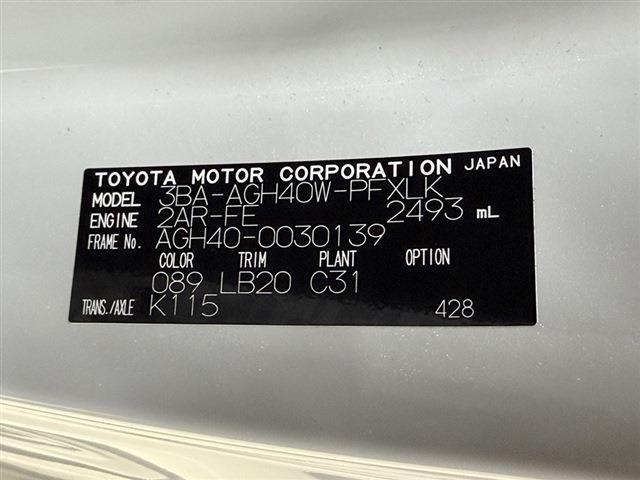 TOYOTA MOTOR CORPORATION JAPAN
MODEL 3BA-AGH40W-PFXLK
ENGINE 2AR-FE 2493 mL
FRAME No. AGH40-0030139
COLOR TRIM PLANT OPTION
089 LB20 C31
TRANS./AXLE K115 428